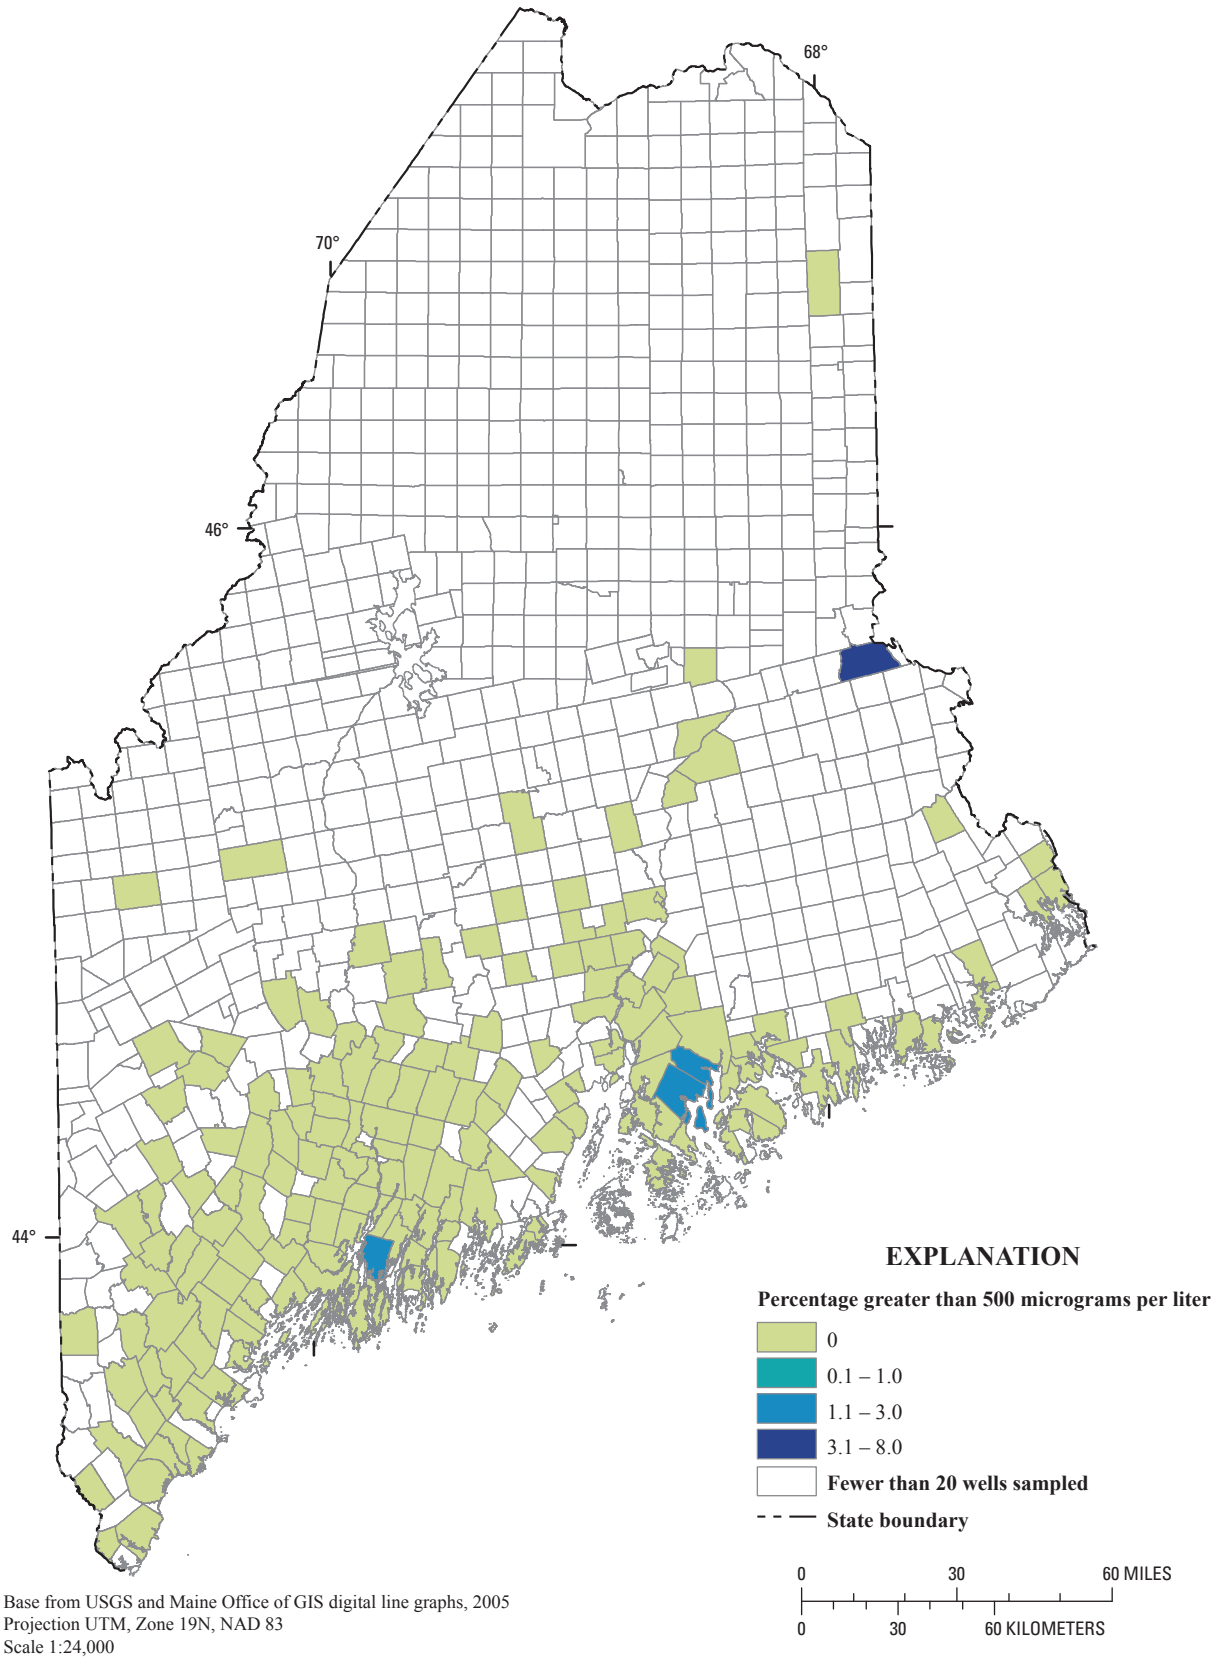 68°
70°
46°
44°
EXPLANATION
Percentage greater than 500 micrograms per liter
0
0.1 – 1.0
1.1 – 3.0
3.1 – 8.0
Fewer than 20 wells sampled
State boundary
0 30 60 MILES
0 30 60 KILOMETERS
Base from USGS and Maine Office of GIS digital line graphs, 2005
Projection UTM, Zone 19N, NAD 83
Scale 1:24,000